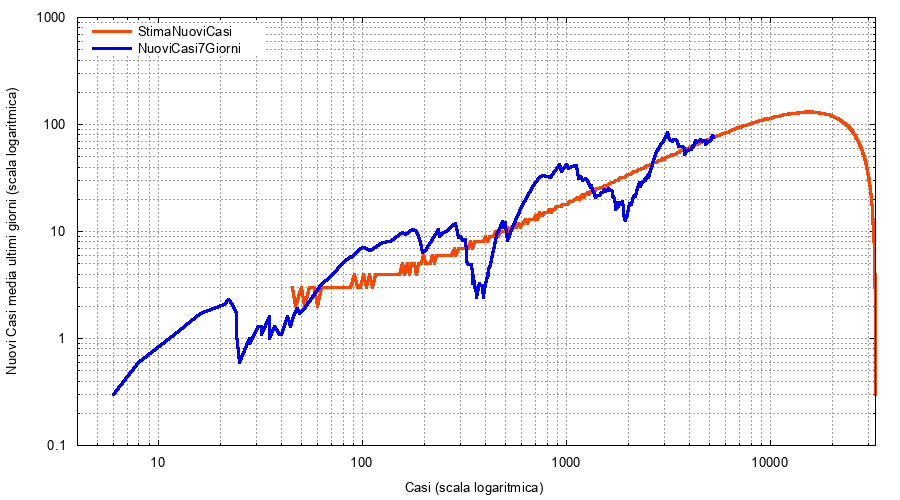 1000
100
10
1
0.1
Nuovi Casi media ultimi giorni (scala logaritmica)
StimaNuoviCasi
NuoviCasi7Giorni
10
100
1000
10000
Casi (scala logaritmica)